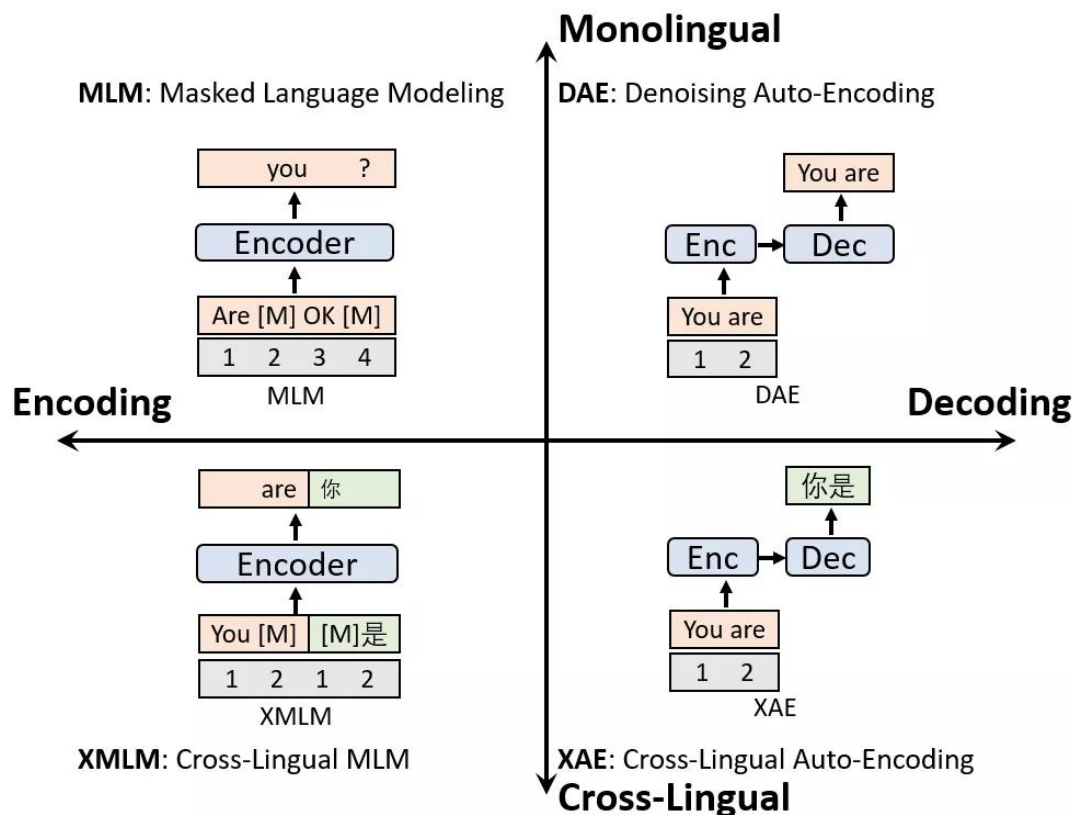 Monolingual
MLM: Masked Language Modeling
DAE: Denoising Auto-Encoding
you ?
Encoder
Are [M] OK [M]
1 2 3 4
MLM
You are
Enc
Dec
You are
1 2
DAE
Encoding
Decoding
are 你
Encoder
You [M] [M]是
1 2 1 2
XMLM
你是
Enc
Dec
You are
1 2
XAE
XMLM: Cross-Lingual MLM
XAE: Cross-Lingual Auto-Encoding
Cross-Lingual